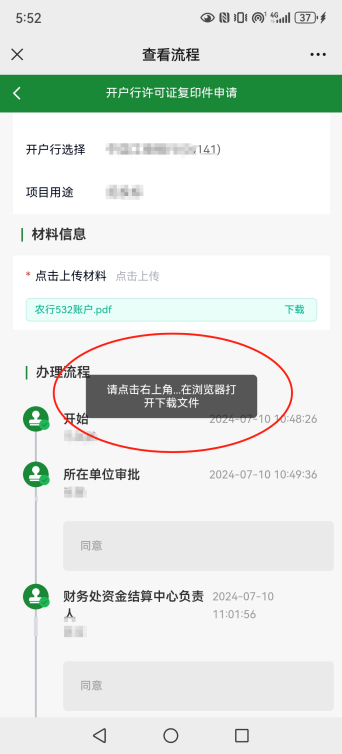 5:52
4G
37
查看流程
开户行许可证复印件申请
开户行选择
141)
项目用途
材料信息
* 点击上传材料 点击上传
农行532账户.pdf 下载
办理流程
请点击右上角...在浏览器打
开下载文件
开始 2024-07-10 10:48:26
所在单位审批 2024-07-10 10:49:36
同意
财务处资金结算中心负责 2024-07-10
人 11:01:56
同意